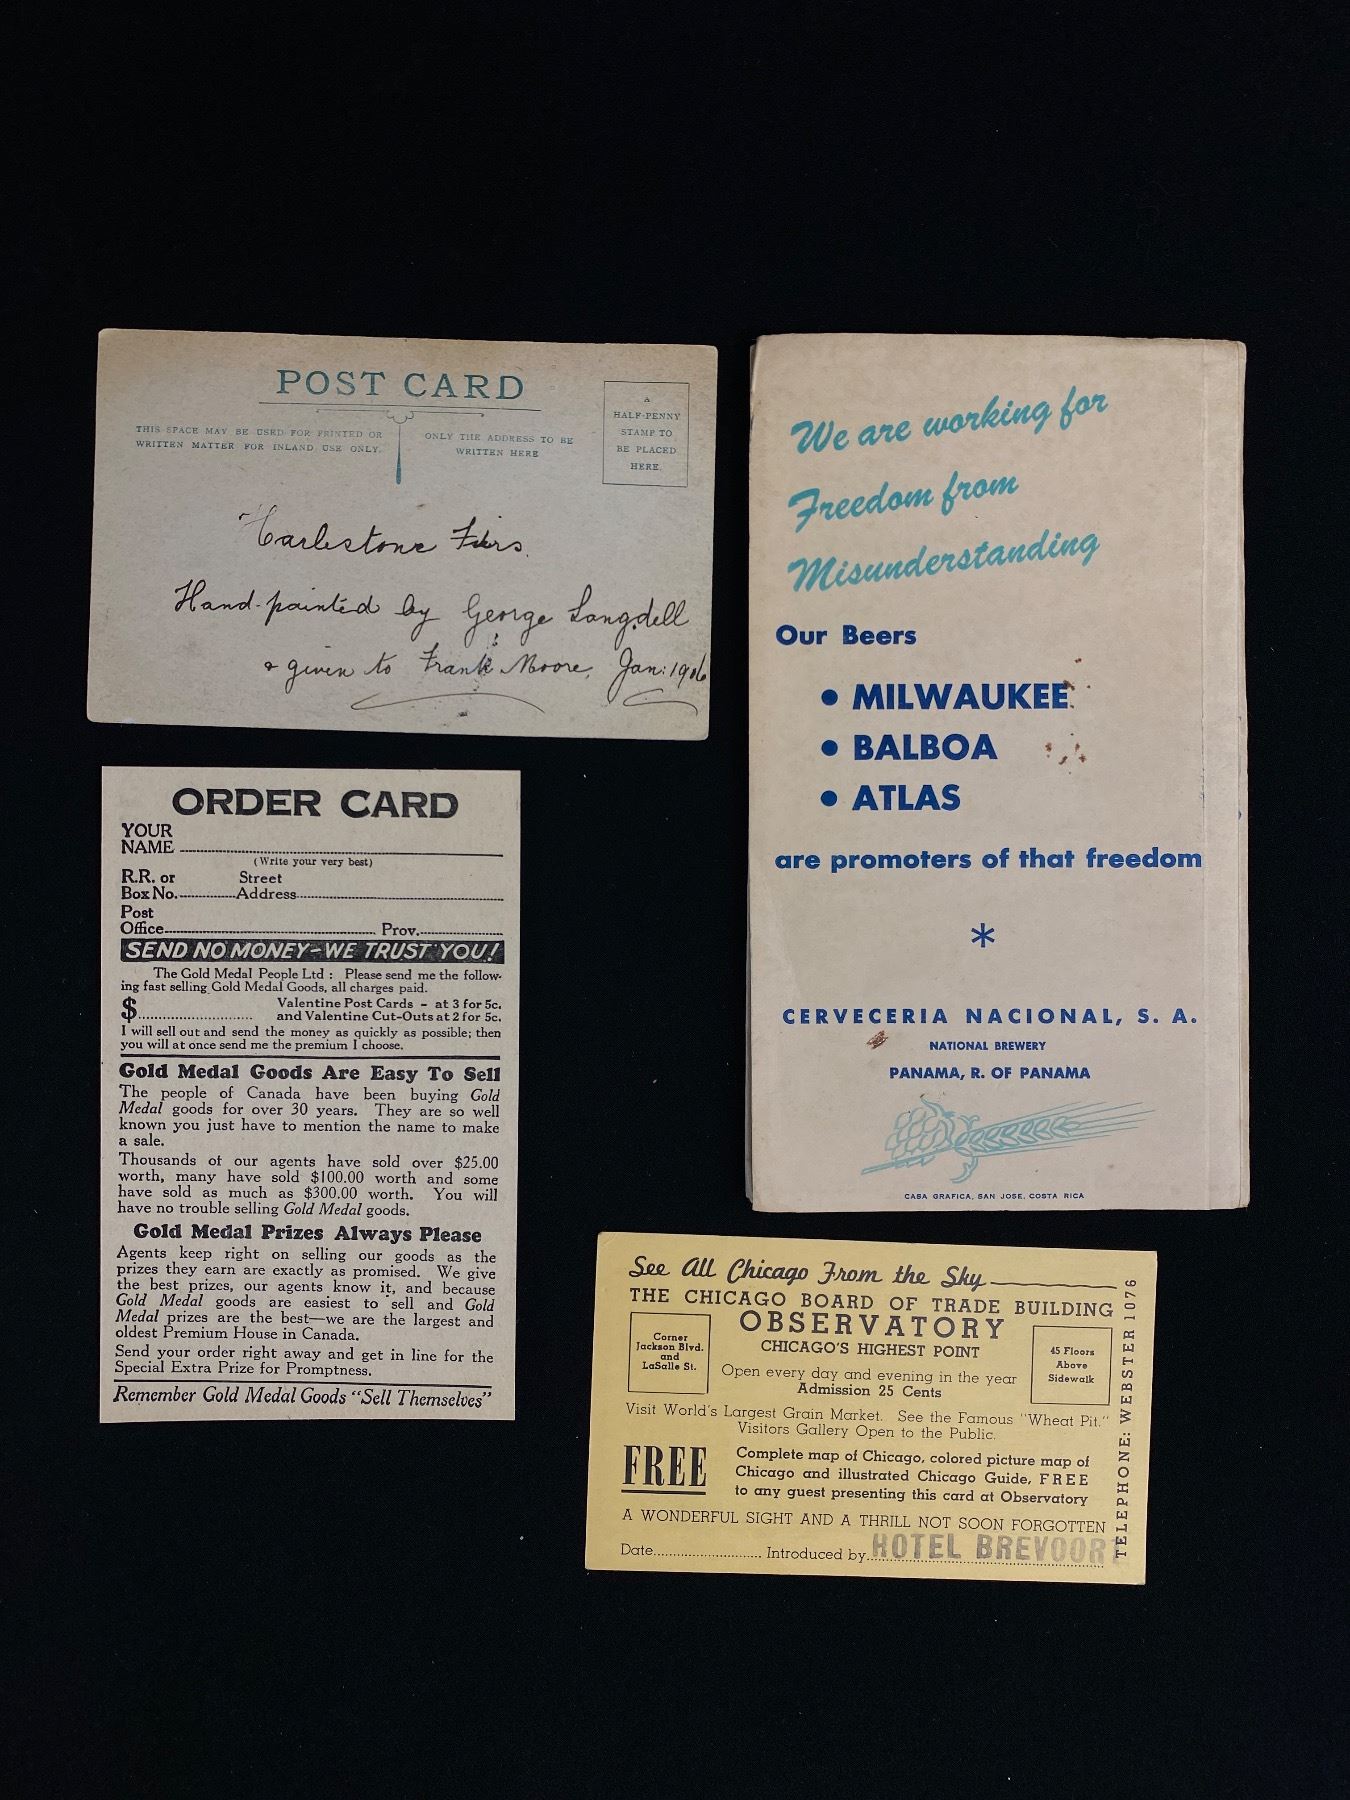 POST CARD
THIS SPACE MAY BE USED FOR PRINTED OR
WRITTEN MATTER FOR INLAND USE ONLY.
ONLY THE ADDRESS TO BE
WRITTEN HERE
A
HALF-PENNY
STAMP TO
BE PLACED
HERE.
Harlestone Firs.
Hand-painted by George Langdell
& given to Frank Moore, Jan: 1906
We are working for
Freedom from
Misunderstanding
Our Beers
• MILWAUKEE
• BALBOA
• ATLAS
are promoters of that freedom
*
CERVECERIA NACIONAL, S. A.
NATIONAL BREWERY
PANAMA, R. OF PANAMA
CASA GRAFICA, SAN JOSE, COSTA RICA
ORDER CARD
YOUR
NAME
(Write your very best)
R.R. or Street
Box No. Address
Post
Office Prov.
SEND NO MONEY-WE TRUST YOU!
The Gold Medal People Ltd : Please send me the follow-
ing fast selling Gold Medal Goods, all charges paid.
$ Valentine Post Cards - at 3 for 5c.
and Valentine Cut-Outs at 2 for 5c.
I will sell out and send the money as quickly as possible; then
you will at once send me the premium I choose.
Gold Medal Goods Are Easy To Sell
The people of Canada have been buying Gold
Medal goods for over 30 years. They are so well
known you just have to mention the name to make
a sale.
Thousands of our agents have sold over $25.00
worth, many have sold $100.00 worth and some
have sold as much as $300.00 worth. You will
have no trouble selling Gold Medal goods.
Gold Medal Prizes Always Please
Agents keep right on selling our goods as the
prizes they earn are exactly as promised. We give
the best prizes, our agents know it, and because
Gold Medal goods are easiest to sell and Gold
Medal prizes are the best—we are the largest and
oldest Premium House in Canada.
Send your order right away and get in line for the
Special Extra Prize for Promptness.
Remember Gold Medal Goods "Sell Themselves"
See All Chicago From the Sky
THE CHICAGO BOARD OF TRADE BUILDING
OBSERVATORY
CHICAGO'S HIGHEST POINT
Corner
Jackson Blvd.
and
LaSalle St.
45 Floors
Above
Sidewalk
Open every day and evening in the year
Admission 25 Cents
Visit World's Largest Grain Market. See the Famous "Wheat Pit."
Visitors Gallery Open to the Public.
FREE
Complete map of Chicago, colored picture map of
Chicago and illustrated Chicago Guide, FREE
to any guest presenting this card at Observatory
A WONDERFUL SIGHT AND A THRILL NOT SOON FORGOTTEN
Date Introduced by HOTEL BREVOORT
TELEPHONE: WEBSTER 1076